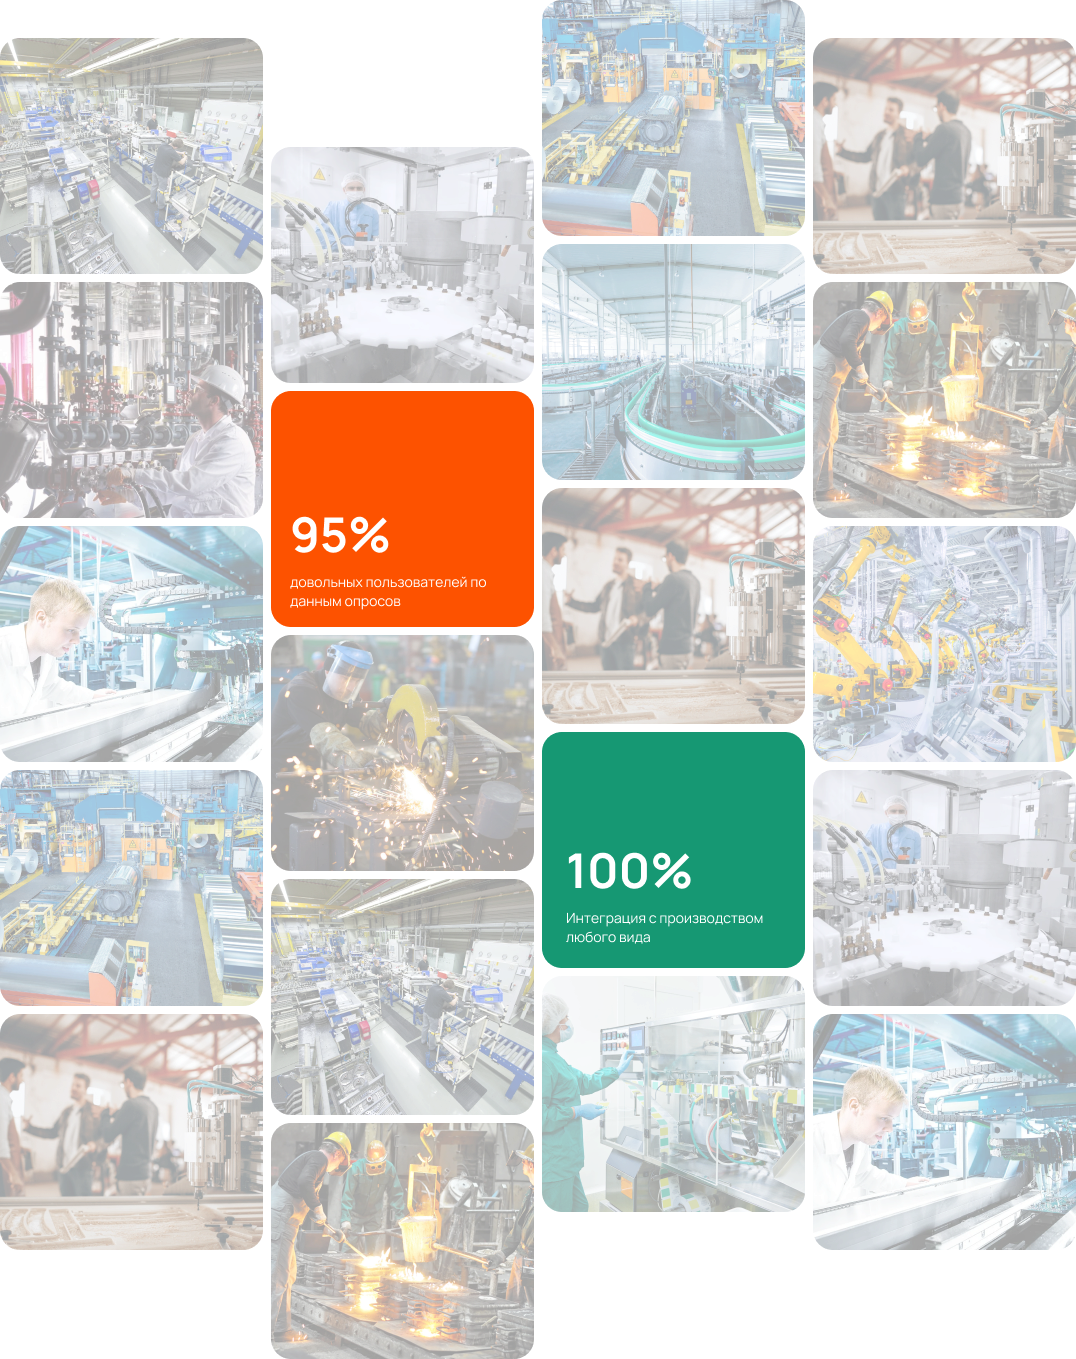 95%
довольных пользователей по
данным опросов
100%
Интеграция с производством
любого вида